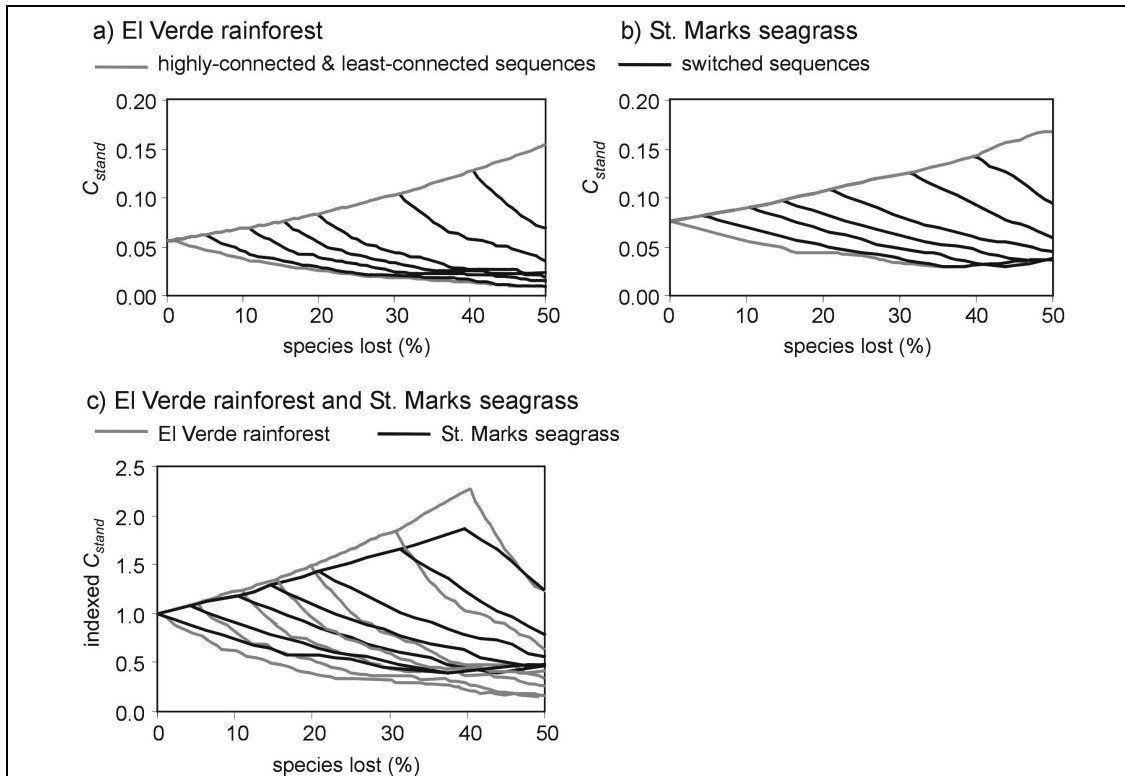 a) El Verde rainforest
b) St. Marks seagrass
highly-connected & least-connected sequences
switched sequences
0.20
0.15
0.10
0.05
0.00
C_stand
0 10 20 30 40 50
species lost (%)
0.20
0.15
0.10
0.05
0.00
C_stand
0 10 20 30 40 50
species lost (%)
c) El Verde rainforest and St. Marks seagrass
El Verde rainforest
St. Marks seagrass
2.5
2.0
1.5
1.0
0.5
0.0
indexed C_stand
0 10 20 30 40 50
species lost (%)